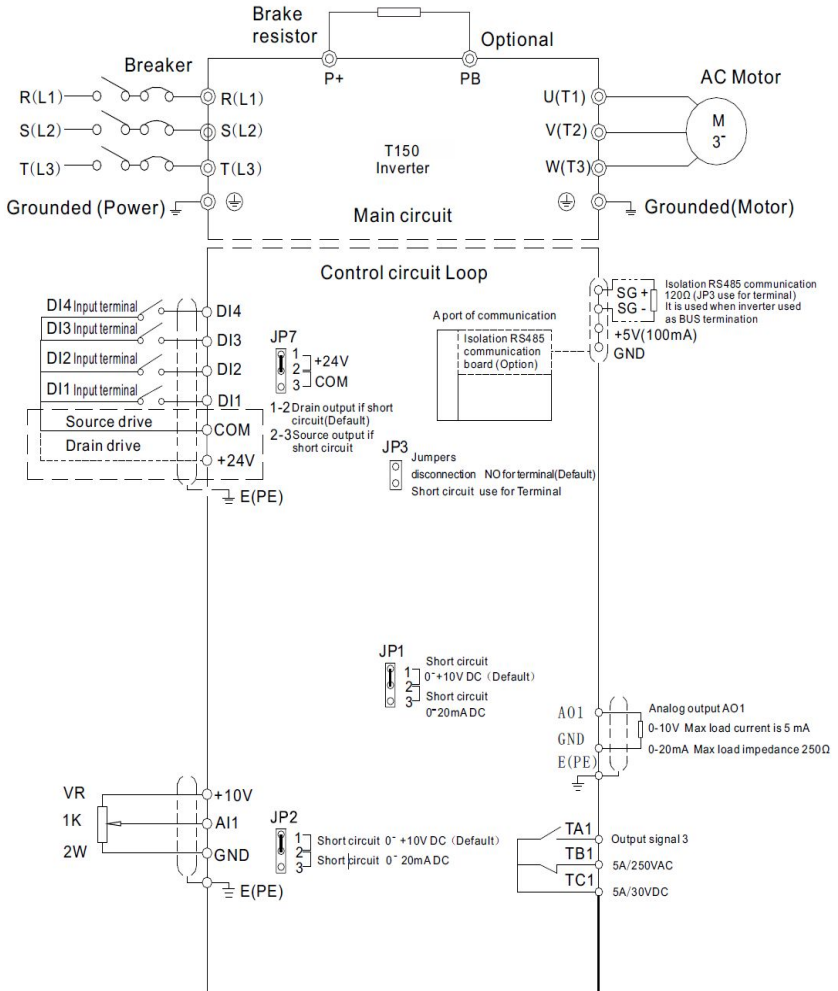 Brake
resistor
Optional
P+
PB
Breaker
AC Motor
R(L1)
R(L1)
U(T1)
S(L2)
S(L2)
V(T2)
M
3~
T150
Inverter
T(L3)
T(L3)
W(T3)
Grounded (Power)
Main circuit
Grounded(Motor)
Control circuit Loop
DI4 Input terminal
DI4
DI3 Input terminal
DI3
DI2 Input terminal
DI2
DI1 Input terminal
DI1
Source drive
COM
Drain drive
+24V
E(PE)
JP7
1
2
3
+24V
COM
1-2 Drain output if short
circuit(Default)
2-3 Source output if
short circuit
A port of communication
Isolation RS485
communication
board (Option)
SG +
SG -
+5V(100mA)
GND
Isolation RS485 communication
120Ω (JP3 use for terminal)
It is used when inverter used
as BUS termination
JP3
Jumpers
disconnection NO for terminal(Default)
Short circuit use for Terminal
JP1
1
2
3
Short circuit
0~+10V DC (Default)
Short circuit
0~20mA DC
AO1
GND
E(PE)
Analog output AO1
0-10V Max load current is 5 mA
0-20mA Max load impedance 250Ω
VR
1K
2W
+10V
AI1
GND
E(PE)
JP2
1
2
3
Short circuit 0~ +10V DC (Default)
Short circuit 0~ 20mA DC
TA1
TB1
TC1
Output signal 3
5A/250VAC
5A/30VDC